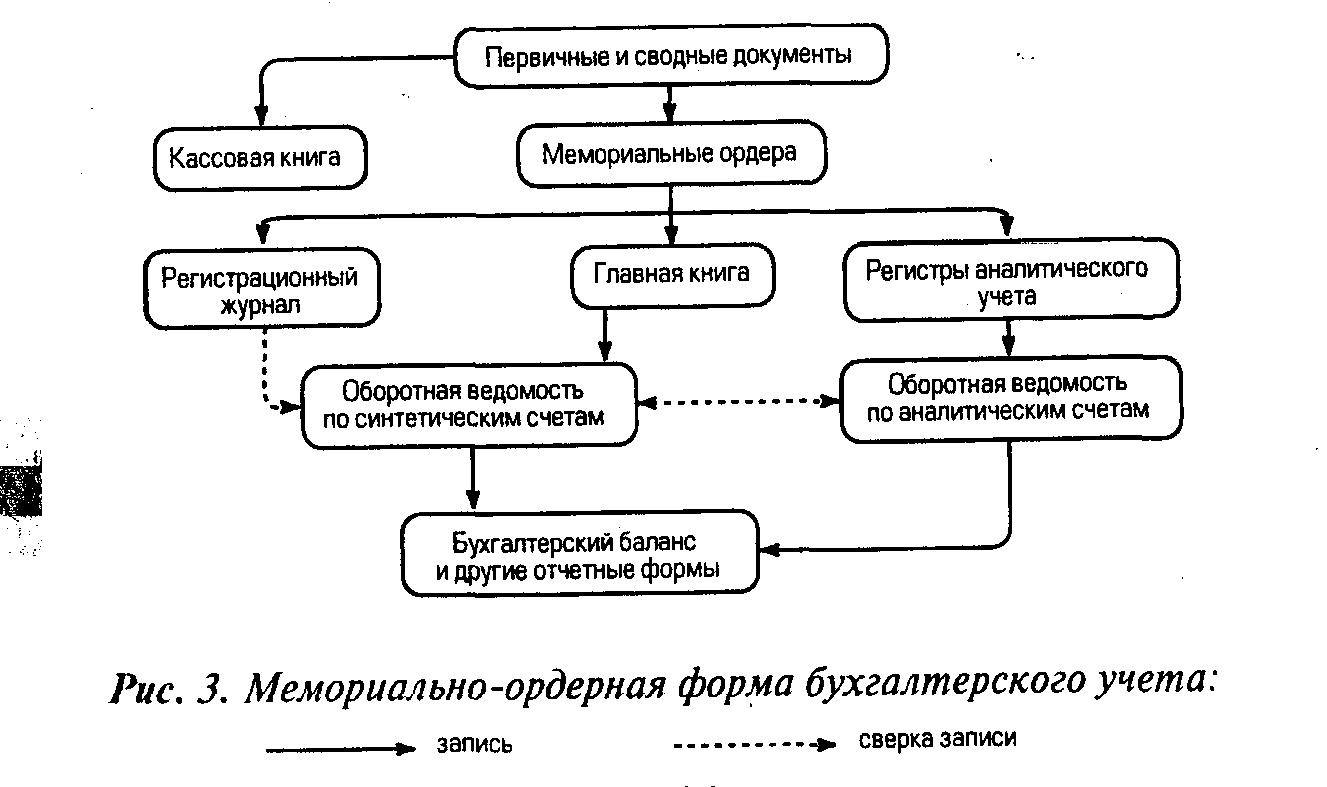 Первичные и сводные документы
Кассовая книга
Мемориальные ордера
Регистрационный
журнал
Главная книга
Регистры аналитического
учета
Оборотная ведомость
по синтетическим счетам
Оборотная ведомость
по аналитическим счетам
Бухгалтерский баланс
и другие отчетные формы
Рис. 3. Мемориально-ордерная форма бухгалтерского учета:
запись
сверка записи